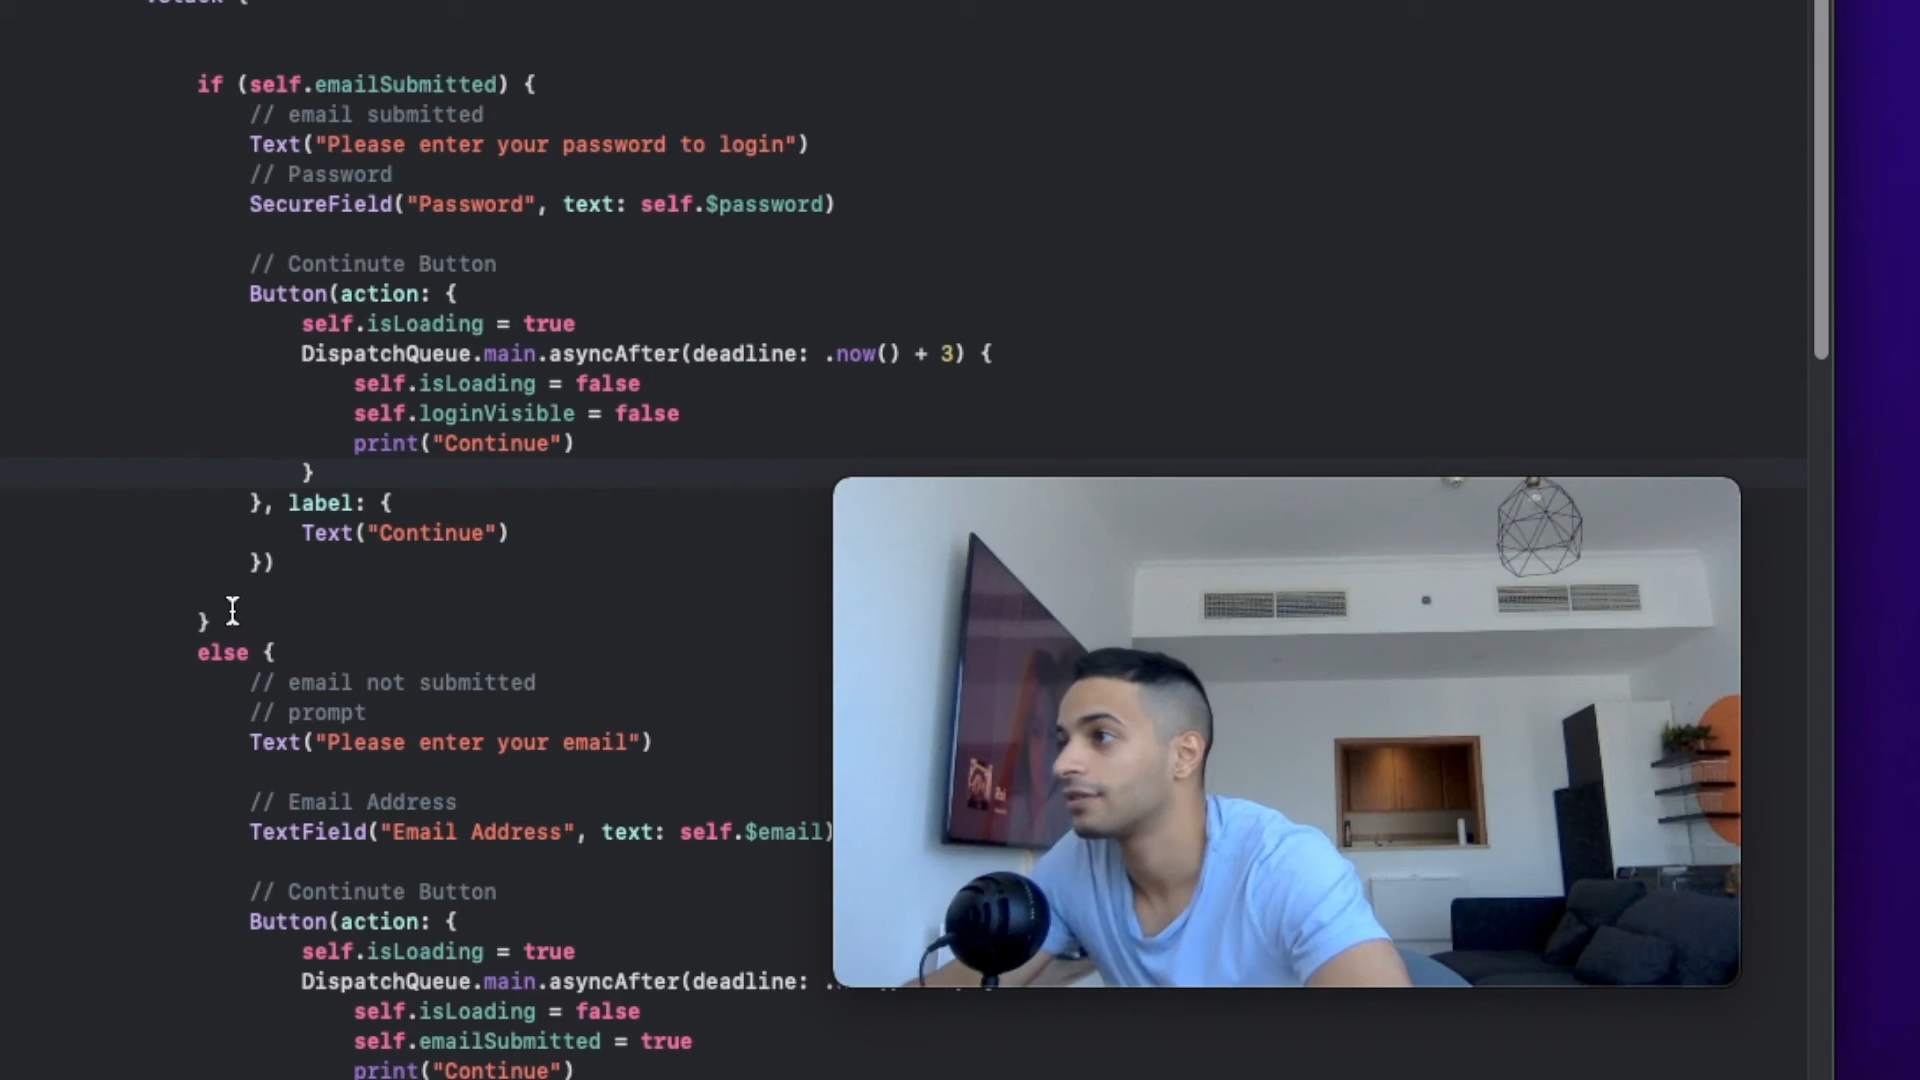 if (self.emailSubmitted) {
// email submitted
Text("Please enter your password to login")
// Password
SecureField("Password", text: self.$password)
// Continute Button
Button(action: {
self.isLoading = true
DispatchQueue.main.asyncAfter(deadline: .now() + 3) {
self.isLoading = false
self.loginVisible = false
print("Continue")
}
}, label: {
Text("Continue")
})
}
else {
// email not submitted
// prompt
Text("Please enter your email")
// Email Address
TextField("Email Address", text: self.$email)
// Continute Button
Button(action: {
self.isLoading = true
DispatchQueue.main.asyncAfter(deadline:
self.isLoading = false
self.emailSubmitted = true
print("Continue")